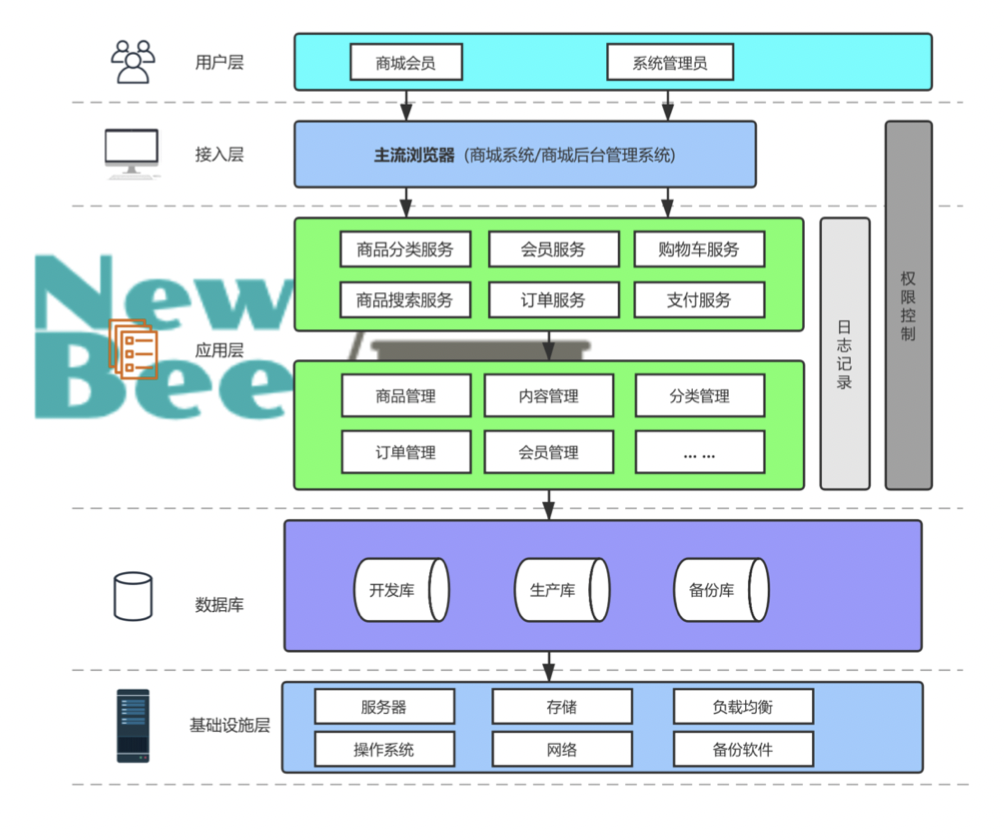 用户层
商城会员
系统管理员
接入层
主流浏览器 (商城系统/商城后台管理系统)
权限控制
日志记录
New
Bee
应用层
商品分类服务
会员服务
购物车服务
商品搜索服务
订单服务
支付服务
商品管理
内容管理
分类管理
订单管理
会员管理
... ...
数据库
开发库
生产库
备份库
基础设施层
服务器
存储
负载均衡
操作系统
网络
备份软件